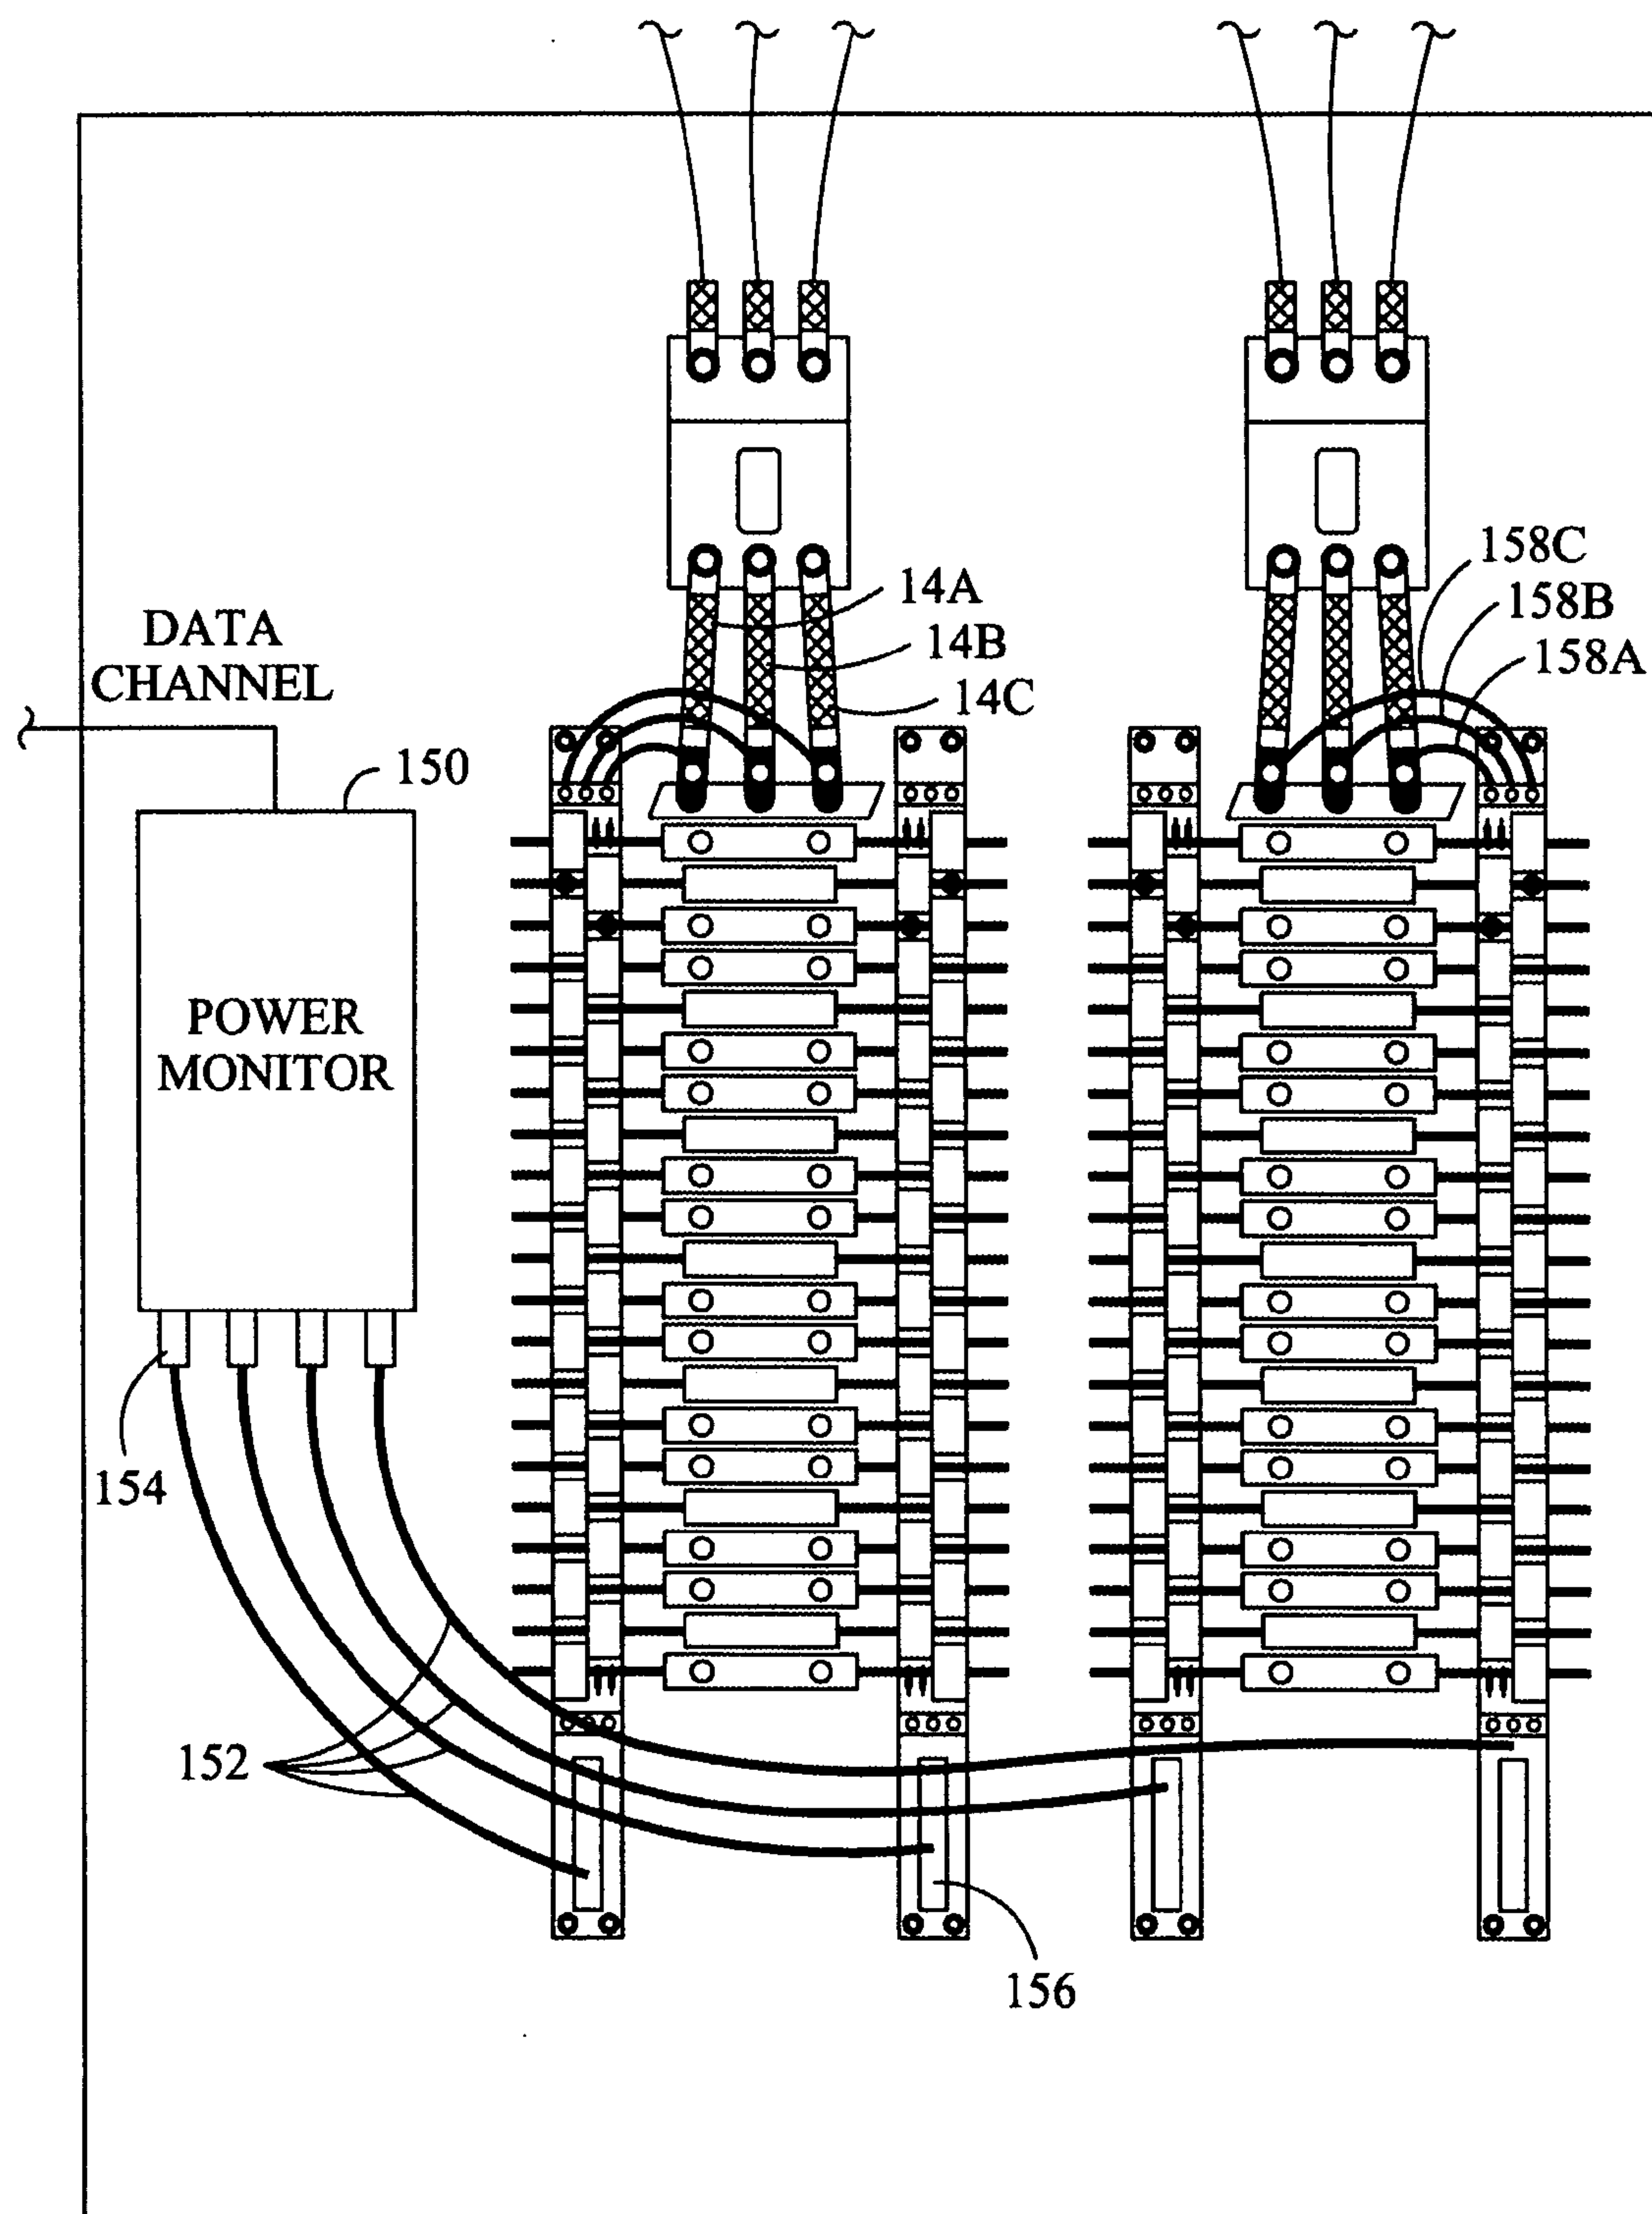 158C
14A
158B
DATA
CHANNEL
14B
158A
14C
150
POWER
MONITOR
154
152
156